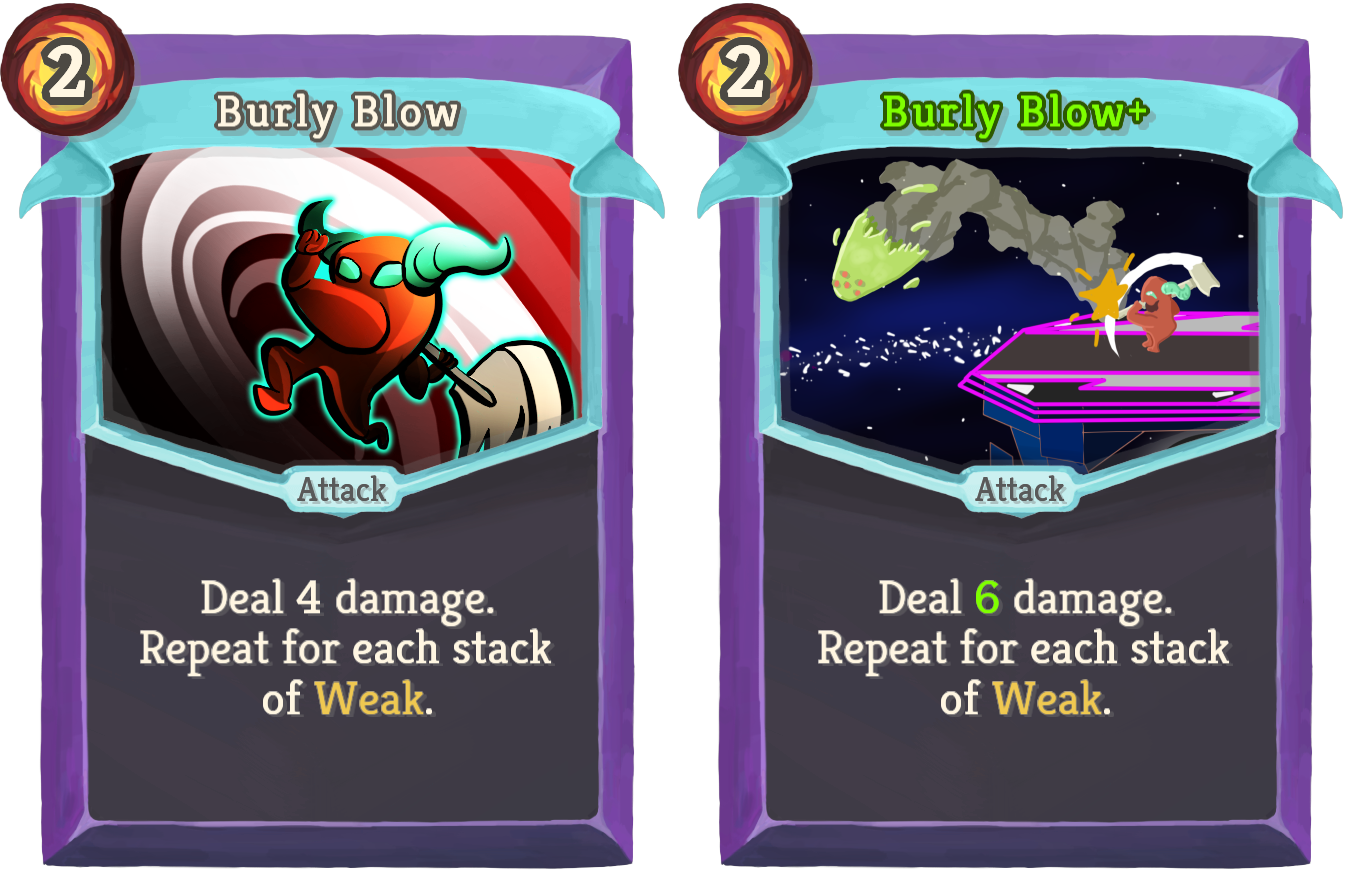 2
Burly Blow
Attack
Deal 4 damage.
Repeat for each stack
of Weak.
2
Burly Blow+
Attack
Deal 6 damage.
Repeat for each stack
of Weak.